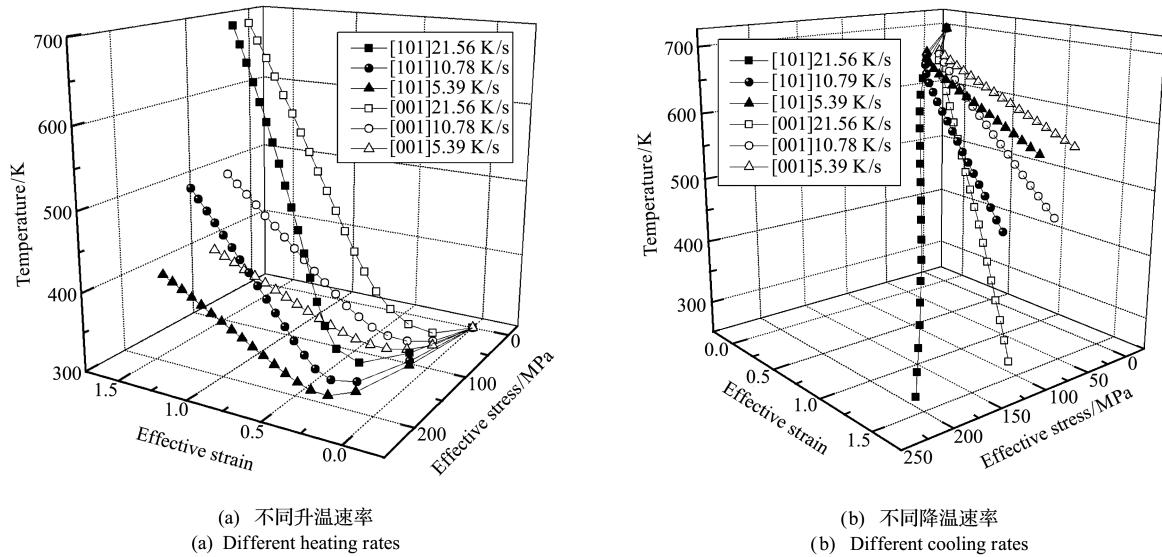 [101]21.56 K/s
[101]10.78 K/s
[101]5.39 K/s
[001]21.56 K/s
[001]10.78 K/s
[001]5.39 K/s
Temperature/K
700
600
500
400
300
1.5
1.0
0.5
0.0
Effective strain
200
100
0
Effective stress/MPa
(a) 不同升温速率
(a) Different heating rates
[101]21.56 K/s
[101]10.79 K/s
[101]5.39 K/s
[001]21.56 K/s
[001]10.78 K/s
[001]5.39 K/s
Temperature/K
700
600
500
400
300
0.0
0.5
1.0
1.5
Effective strain
250
200
150
100
50
0
Effective stress/MPa
(b) 不同降温速率
(b) Different cooling rates